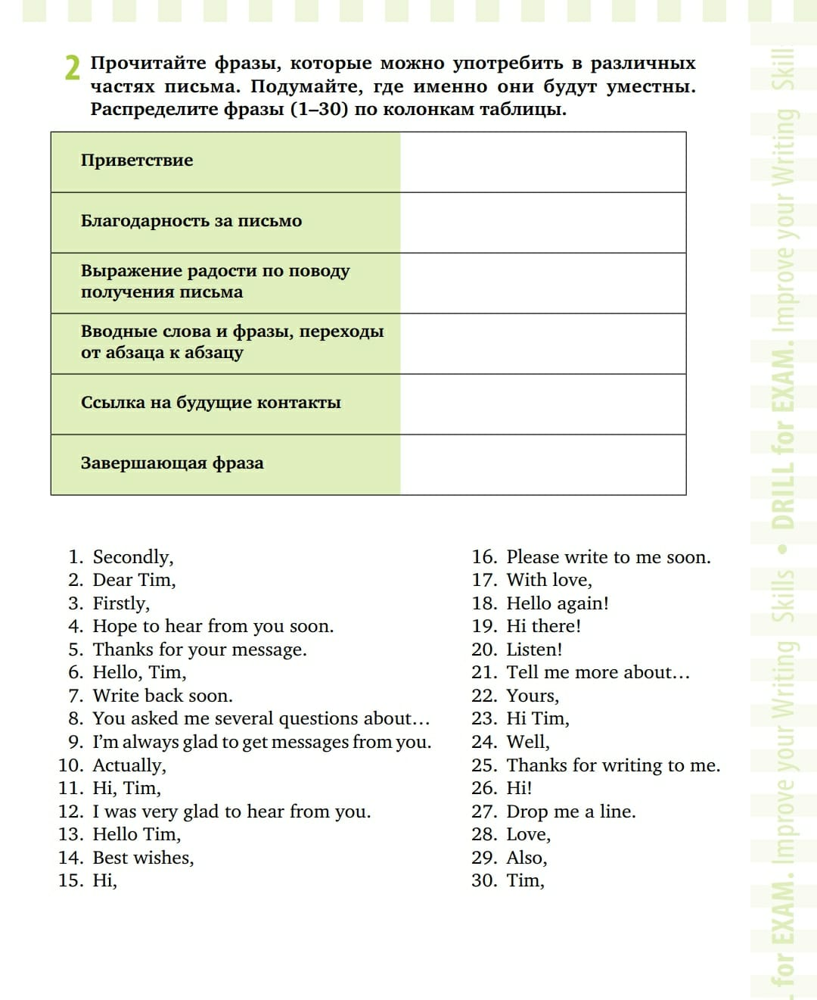 2 Прочитайте фразы, которые можно употребить в различных
частях письма. Подумайте, где именно они будут уместны.
Распределите фразы (1–30) по колонкам таблицы.
Приветствие
Благодарность за письмо
Выражение радости по поводу
получения письма
Вводные слова и фразы, переходы
от абзаца к абзацу
Ссылка на будущие контакты
Завершающая фраза
1. Secondly,
2. Dear Tim,
3. Firstly,
4. Hope to hear from you soon.
5. Thanks for your message.
6. Hello, Tim,
7. Write back soon.
8. You asked me several questions about…
9. I’m always glad to get messages from you.
10. Actually,
11. Hi, Tim,
12. I was very glad to hear from you.
13. Hello Tim,
14. Best wishes,
15. Hi,
16. Please write to me soon.
17. With love,
18. Hello again!
19. Hi there!
20. Listen!
21. Tell me more about…
22. Yours,
23. Hi Tim,
24. Well,
25. Thanks for writing to me.
26. Hi!
27. Drop me a line.
28. Love,
29. Also,
30. Tim,
. for EXAM. Improve your Writing Skills • DRILL for EXAM. Improve your Writing Skill